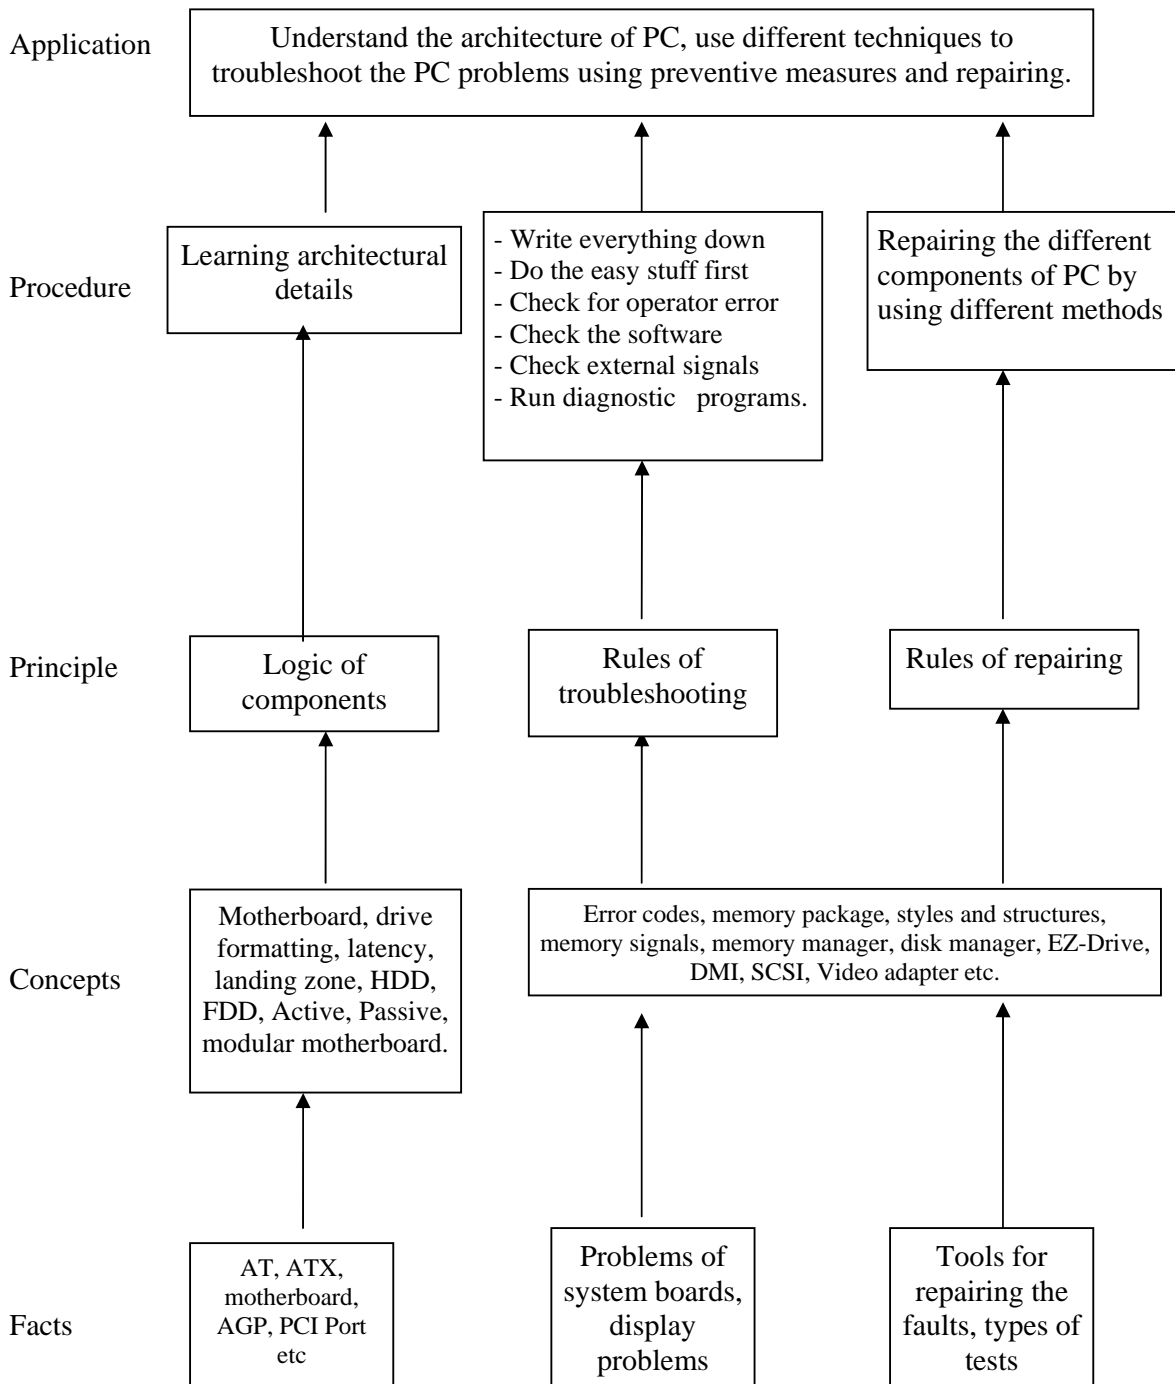 Application
Understand the architecture of PC, use different techniques to
troubleshoot the PC problems using preventive measures and repairing.
Procedure
Learning architectural
details
- Write everything down
- Do the easy stuff first
- Check for operator error
- Check the software
- Check external signals
- Run diagnostic programs.
Repairing the different
components of PC by
using different methods
Principle
Logic of
components
Rules of
troubleshooting
Rules of repairing
Concepts
Motherboard, drive
formatting, latency,
landing zone, HDD,
FDD, Active, Passive,
modular motherboard.
Error codes, memory package, styles and structures,
memory signals, memory manager, disk manager, EZ-Drive,
DMI, SCSI, Video adapter etc.
Facts
AT, ATX,
motherboard,
AGP, PCI Port
etc
Problems of
system boards,
display
problems
Tools for
repairing the
faults, types of
tests